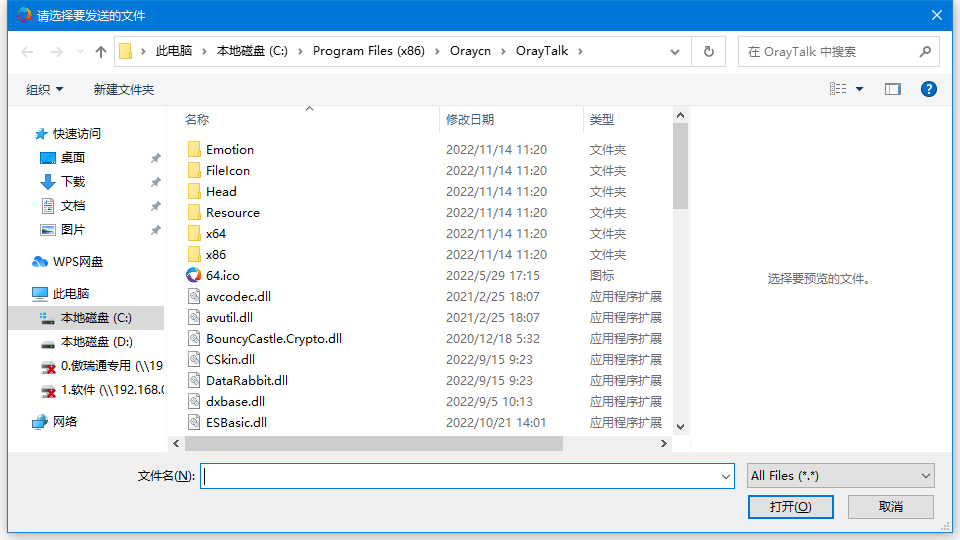 请选择要发送的文件
此电脑 本地磁盘 (C:) Program Files (x86) Oraycn OrayTalk
在 OrayTalk 中搜索
组织 新建文件夹
快速访问
桌面
下载
文档
图片
WPS网盘
此电脑
本地磁盘 (C:)
本地磁盘 (D:)
0.傲瑞通专用 (\\19
1.软件 (\\192.168.0
网络
名称 修改日期 类型
Emotion 2022/11/14 11:20 文件夹
FileIcon 2022/11/14 11:20 文件夹
Head 2022/11/14 11:20 文件夹
Resource 2022/11/14 11:20 文件夹
x64 2022/11/14 11:20 文件夹
x86 2022/11/14 11:20 文件夹
64.ico 2022/5/29 17:15 图标
avcodec.dll 2021/2/25 18:07 应用程序扩展
avutil.dll 2021/2/25 18:07 应用程序扩展
BouncyCastle.Crypto.dll 2020/12/18 5:32 应用程序扩展
CSkin.dll 2022/9/15 9:23 应用程序扩展
DataRabbit.dll 2022/9/15 9:23 应用程序扩展
dxbase.dll 2022/9/5 10:13 应用程序扩展
ESBasic.dll 2022/10/21 14:01 应用程序扩展
选择要预览的文件。
文件名(N):
All Files (*.*)
打开(O) 取消